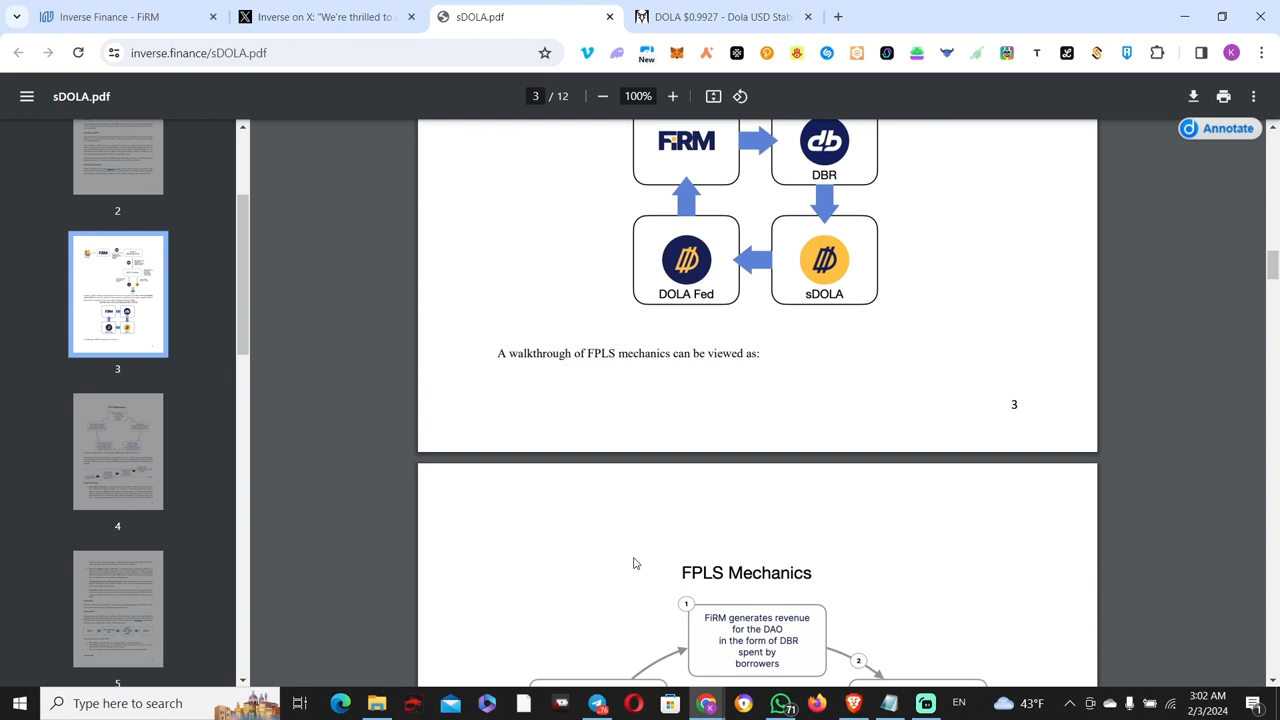 Inverse Finance - FiRM
Inverse on X: "We're thrilled to
sDOLA.pdf
DOLA $0.9927 - Dola USD Stab
inverse.finance/sDOLA.pdf
New
T
K
sDOLA.pdf
3 / 12
100%
Annotate
2
3
4
5
FiRM
db
DBR
DOLA Fed
sDOLA
A walkthrough of FPLS mechanics can be viewed as:
3
FPLS Mechanics
1
FiRM generates revenue
for the DAO
in the form of DBR
spent by
borrowers
2
Type here to search
76
71
EN
43°F
3:02 AM
2/3/2024